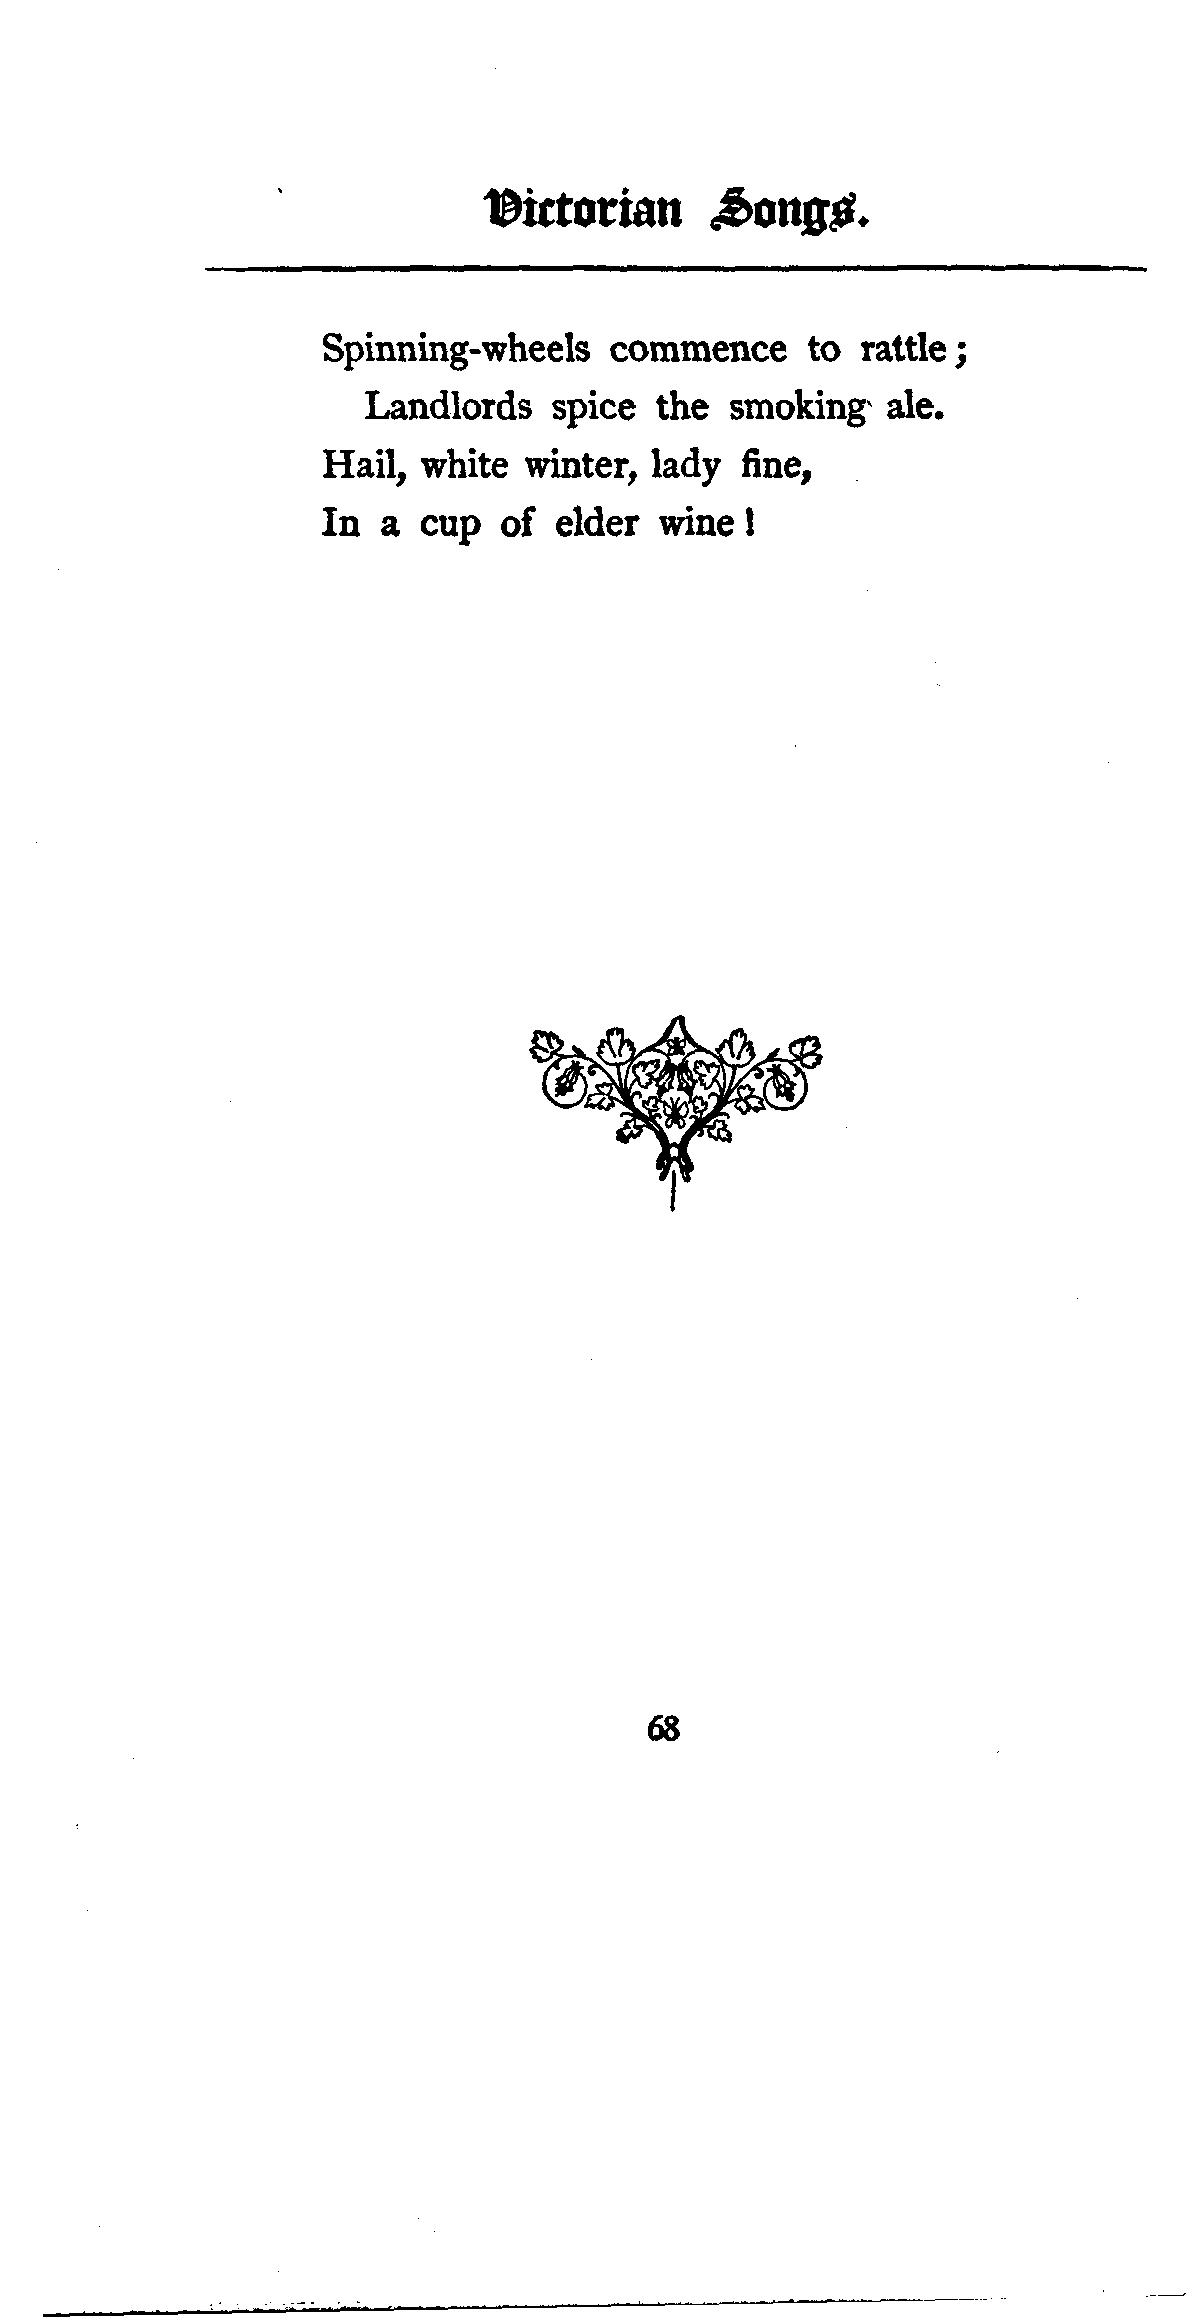 Victorian Songs.
Spinning-wheels commence to rattle;
Landlords spice the smoking ale.
Hail, white winter, lady fine,
In a cup of elder wine!
68